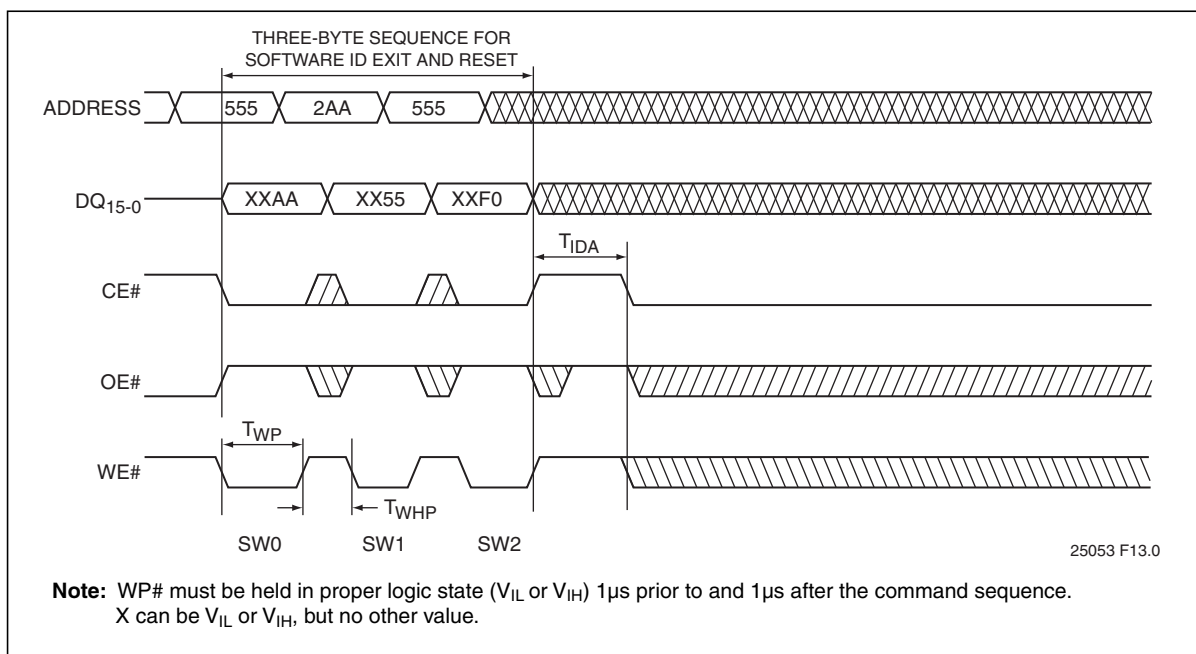 THREE-BYTE SEQUENCE FOR
SOFTWARE ID EXIT AND RESET
ADDRESS 555 2AA 555
DQ15-0 XXAA XX55 XXF0
TIDA
CE#
OE#
TWP
WE#
TWHP
SW0 SW1 SW2
25053 F13.0
Note: WP# must be held in proper logic state (VIL or VIH) 1µs prior to and 1µs after the command sequence.
X can be VIL or VIH, but no other value.